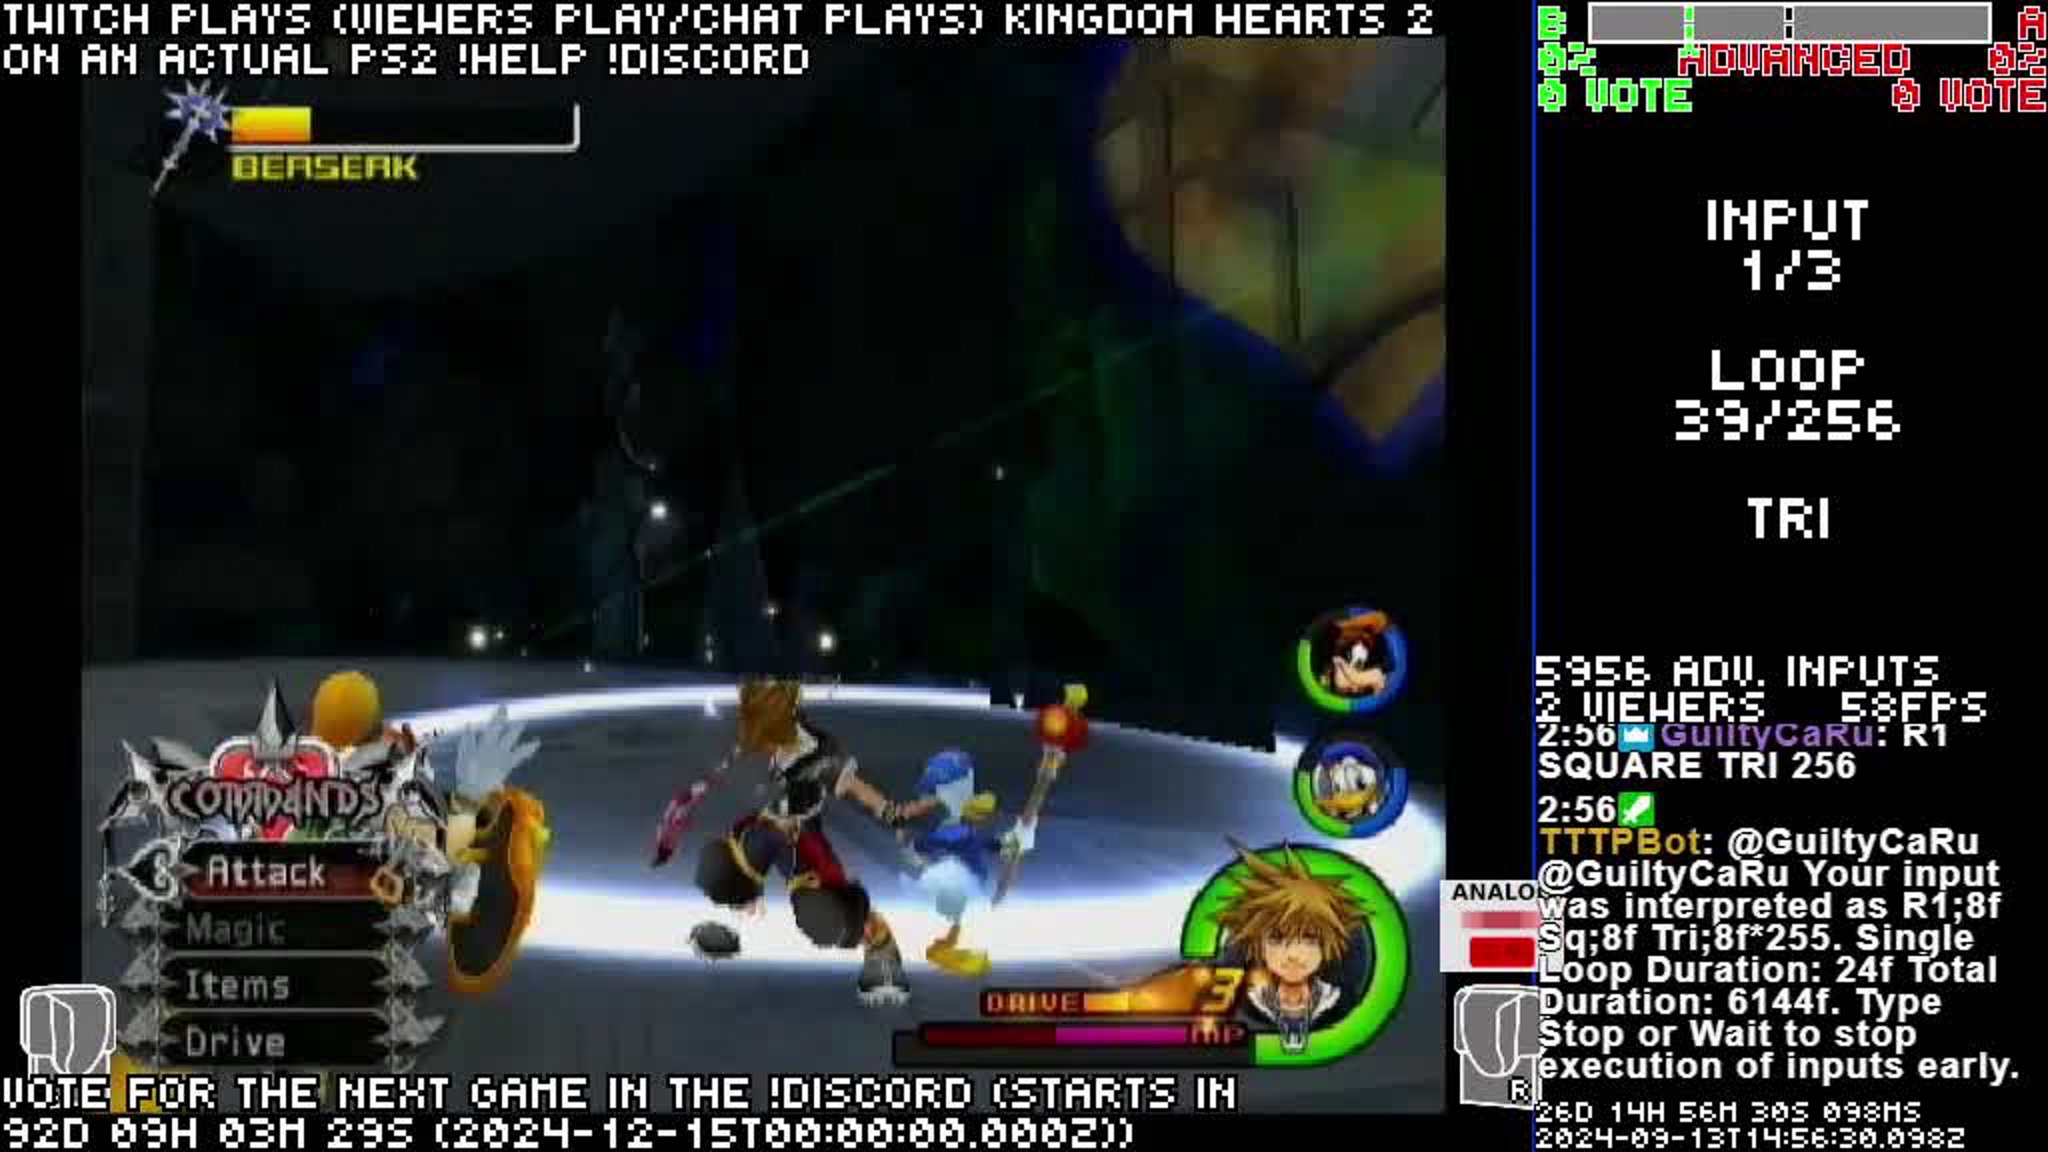 TWITCH PLAYS (VIEWERS PLAY/CHAT PLAYS) KINGDOM HEARTS 2
ON AN ACTUAL PS2 !HELP !DISCORD
BERSERK
B A
0% ADVANCED 0%
0 VOTE 0 VOTE
INPUT
1/3
LOOP
39/256
TRI
5956 ADV. INPUTS
2 VIEWERS 58FPS
2:56 GuiltyCaRu: R1
SQUARE TRI 256
2:56
TTTPBot: @GuiltyCaRu
@GuiltyCaRu Your input
was interpreted as R1;8f
Sq;8f Tri;8f*255. Single
Loop Duration: 24f Total
Duration: 6144f. Type
Stop or Wait to stop
execution of inputs early.
26D 14H 56M 30S 098MS
2024-09-13T14:56:30.098Z
COMMANDS
Attack
Magic
Items
Drive
DRIVE 3
MP
ANALO
R
VOTE FOR THE NEXT GAME IN THE !DISCORD (STARTS IN
92D 09H 03M 29S (2024-12-15T00:00:00.000Z))